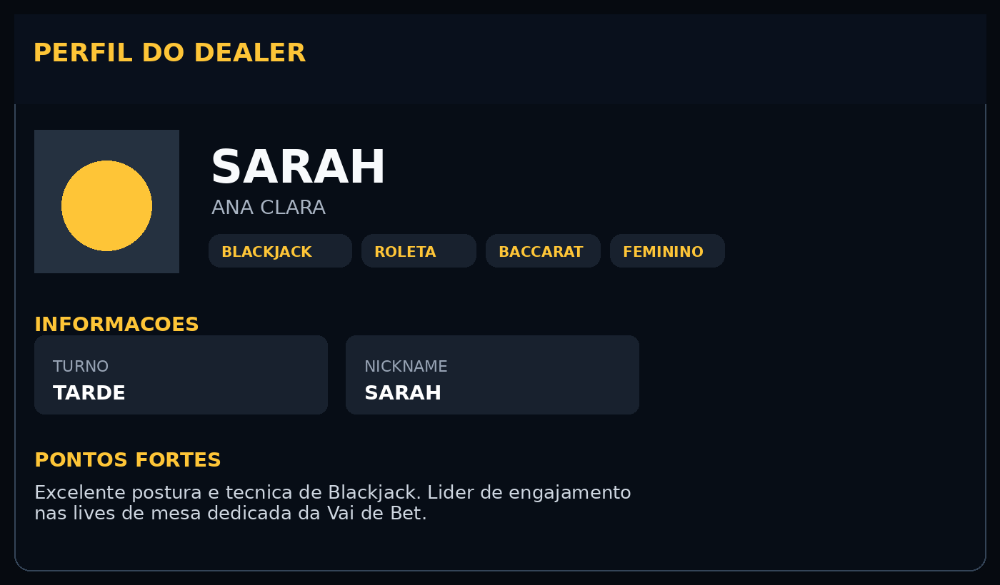 PERFIL DO DEALER
SARAH
ANA CLARA
BLACKJACK ROLETA BACCARAT FEMININO
INFORMACOES
TURNO NICKNAME
TARDE SARAH
PONTOS FORTES
Excelente postura e tecnica de Blackjack. Lider de engajamento
nas lives de mesa dedicada da Vai de Bet.